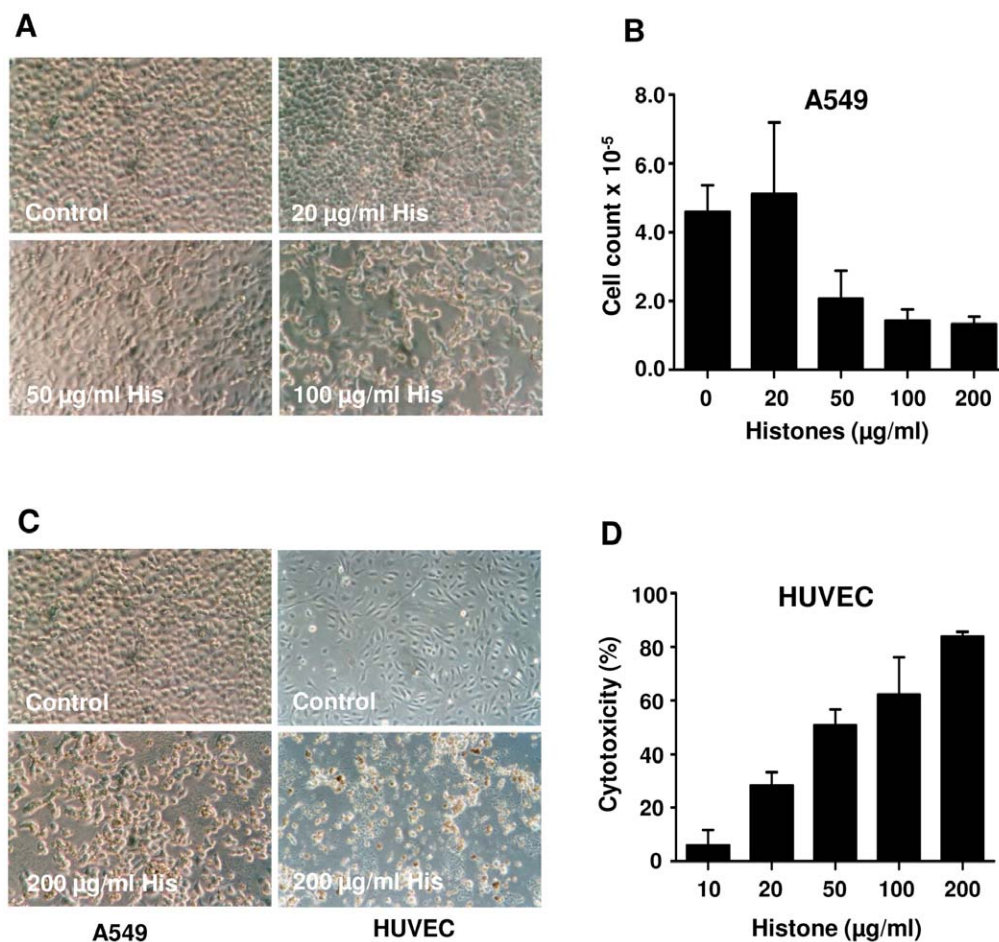 A
Control
20 µg/ml His
50 µg/ml His
100 µg/ml His
B
A549
Cell count x 10⁻⁵
8.0
6.0
4.0
2.0
0.0
0 20 50 100 200
Histones (µg/ml)
C
Control
Control
200 µg/ml His
200 µg/ml His
A549
HUVEC
D
HUVEC
Cytotoxicity (%)
100
80
60
40
20
0
10 20 50 100 200
Histone (µg/ml)